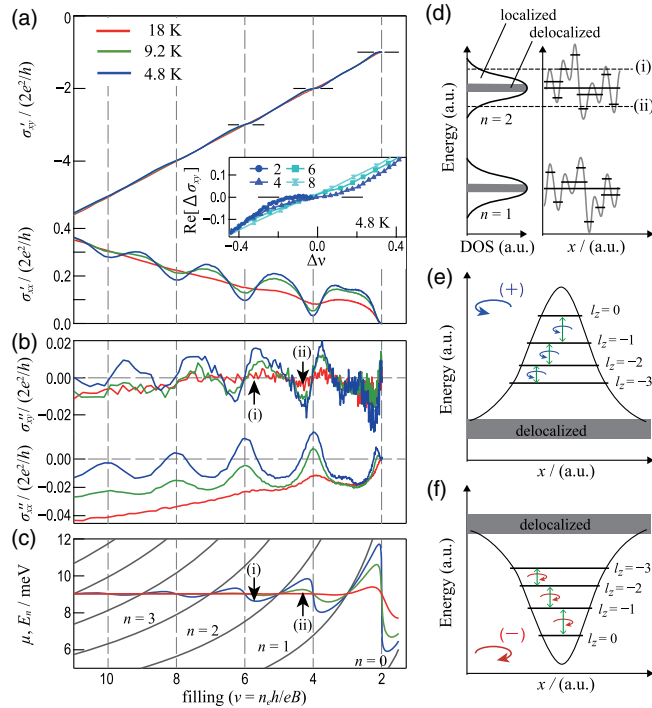 (a)
18 K
9.2 K
4.8 K
0
−2
−4
σ′xy / (2e²/h)
Re[Δσxy]
0.1
0.0
−0.1
2
6
4
8
4.8 K
−0.4
0.0
0.4
Δν
0.4
0.2
0.
σ′xx / (2e²/h)
(b)
0.02
0.00
−0.02
σ″xy / (2e²/h)
(ii)
(i)
0.00
−0.02
−0.04
σ″xx / (2e²/h)
(c)
12
10
8
6
μ, En / meV
(i)
(ii)
n = 3
n = 2
n = 1
n = 0
11
10
8
6
4
2
filling (ν = neh/eB)
(d)
localized
delocalized
(i)
(ii)
n = 2
n = 1
Energy (a.u.)
DOS (a.u.)
x / (a.u.)
(e)
(+)
lz = 0
lz = −1
lz = −2
lz = −3
delocalized
Energy (a.u.)
x / (a.u.)
(f)
delocalized
lz = −3
lz = −2
lz = −1
lz = 0
(−)
Energy (a.u.)
x / (a.u.)